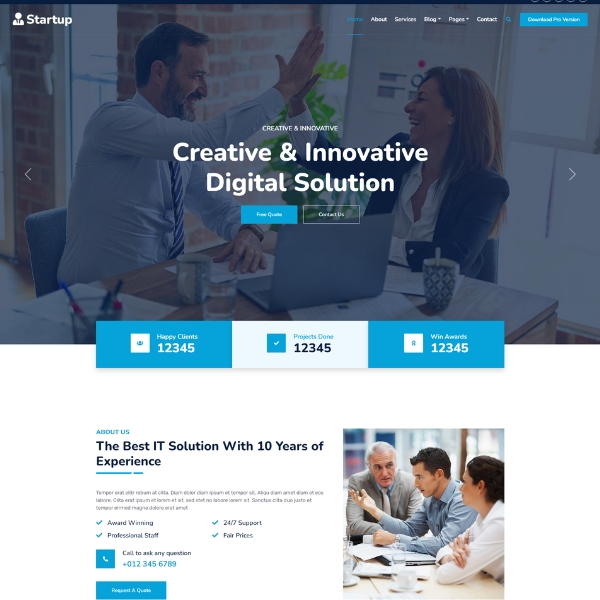 Startup
Home About Services Blog Pages Contact Download Pro Version
CREATIVE & INNOVATIVE
Creative & Innovative
Digital Solution
Free Quote Contact Us
Happy Clients
12345
Projects Done
12345
Win Awards
12345
ABOUT US
The Best IT Solution With 10 Years of
Experience
Tempor erat elitr rebum at clita. Diam dolor diam ipsum et tempor sit. Aliqu diam amet diam et eos
labore. Clita erat ipsum et lorem et sit, sed stet no labore lorem sit. Sanctus clita duo justo et
tempor eirmod magna dolore erat amet
Award Winning
24/7 Support
Professional Staff
Fair Prices
Call to ask any question
+012 345 6789
Request A Quote